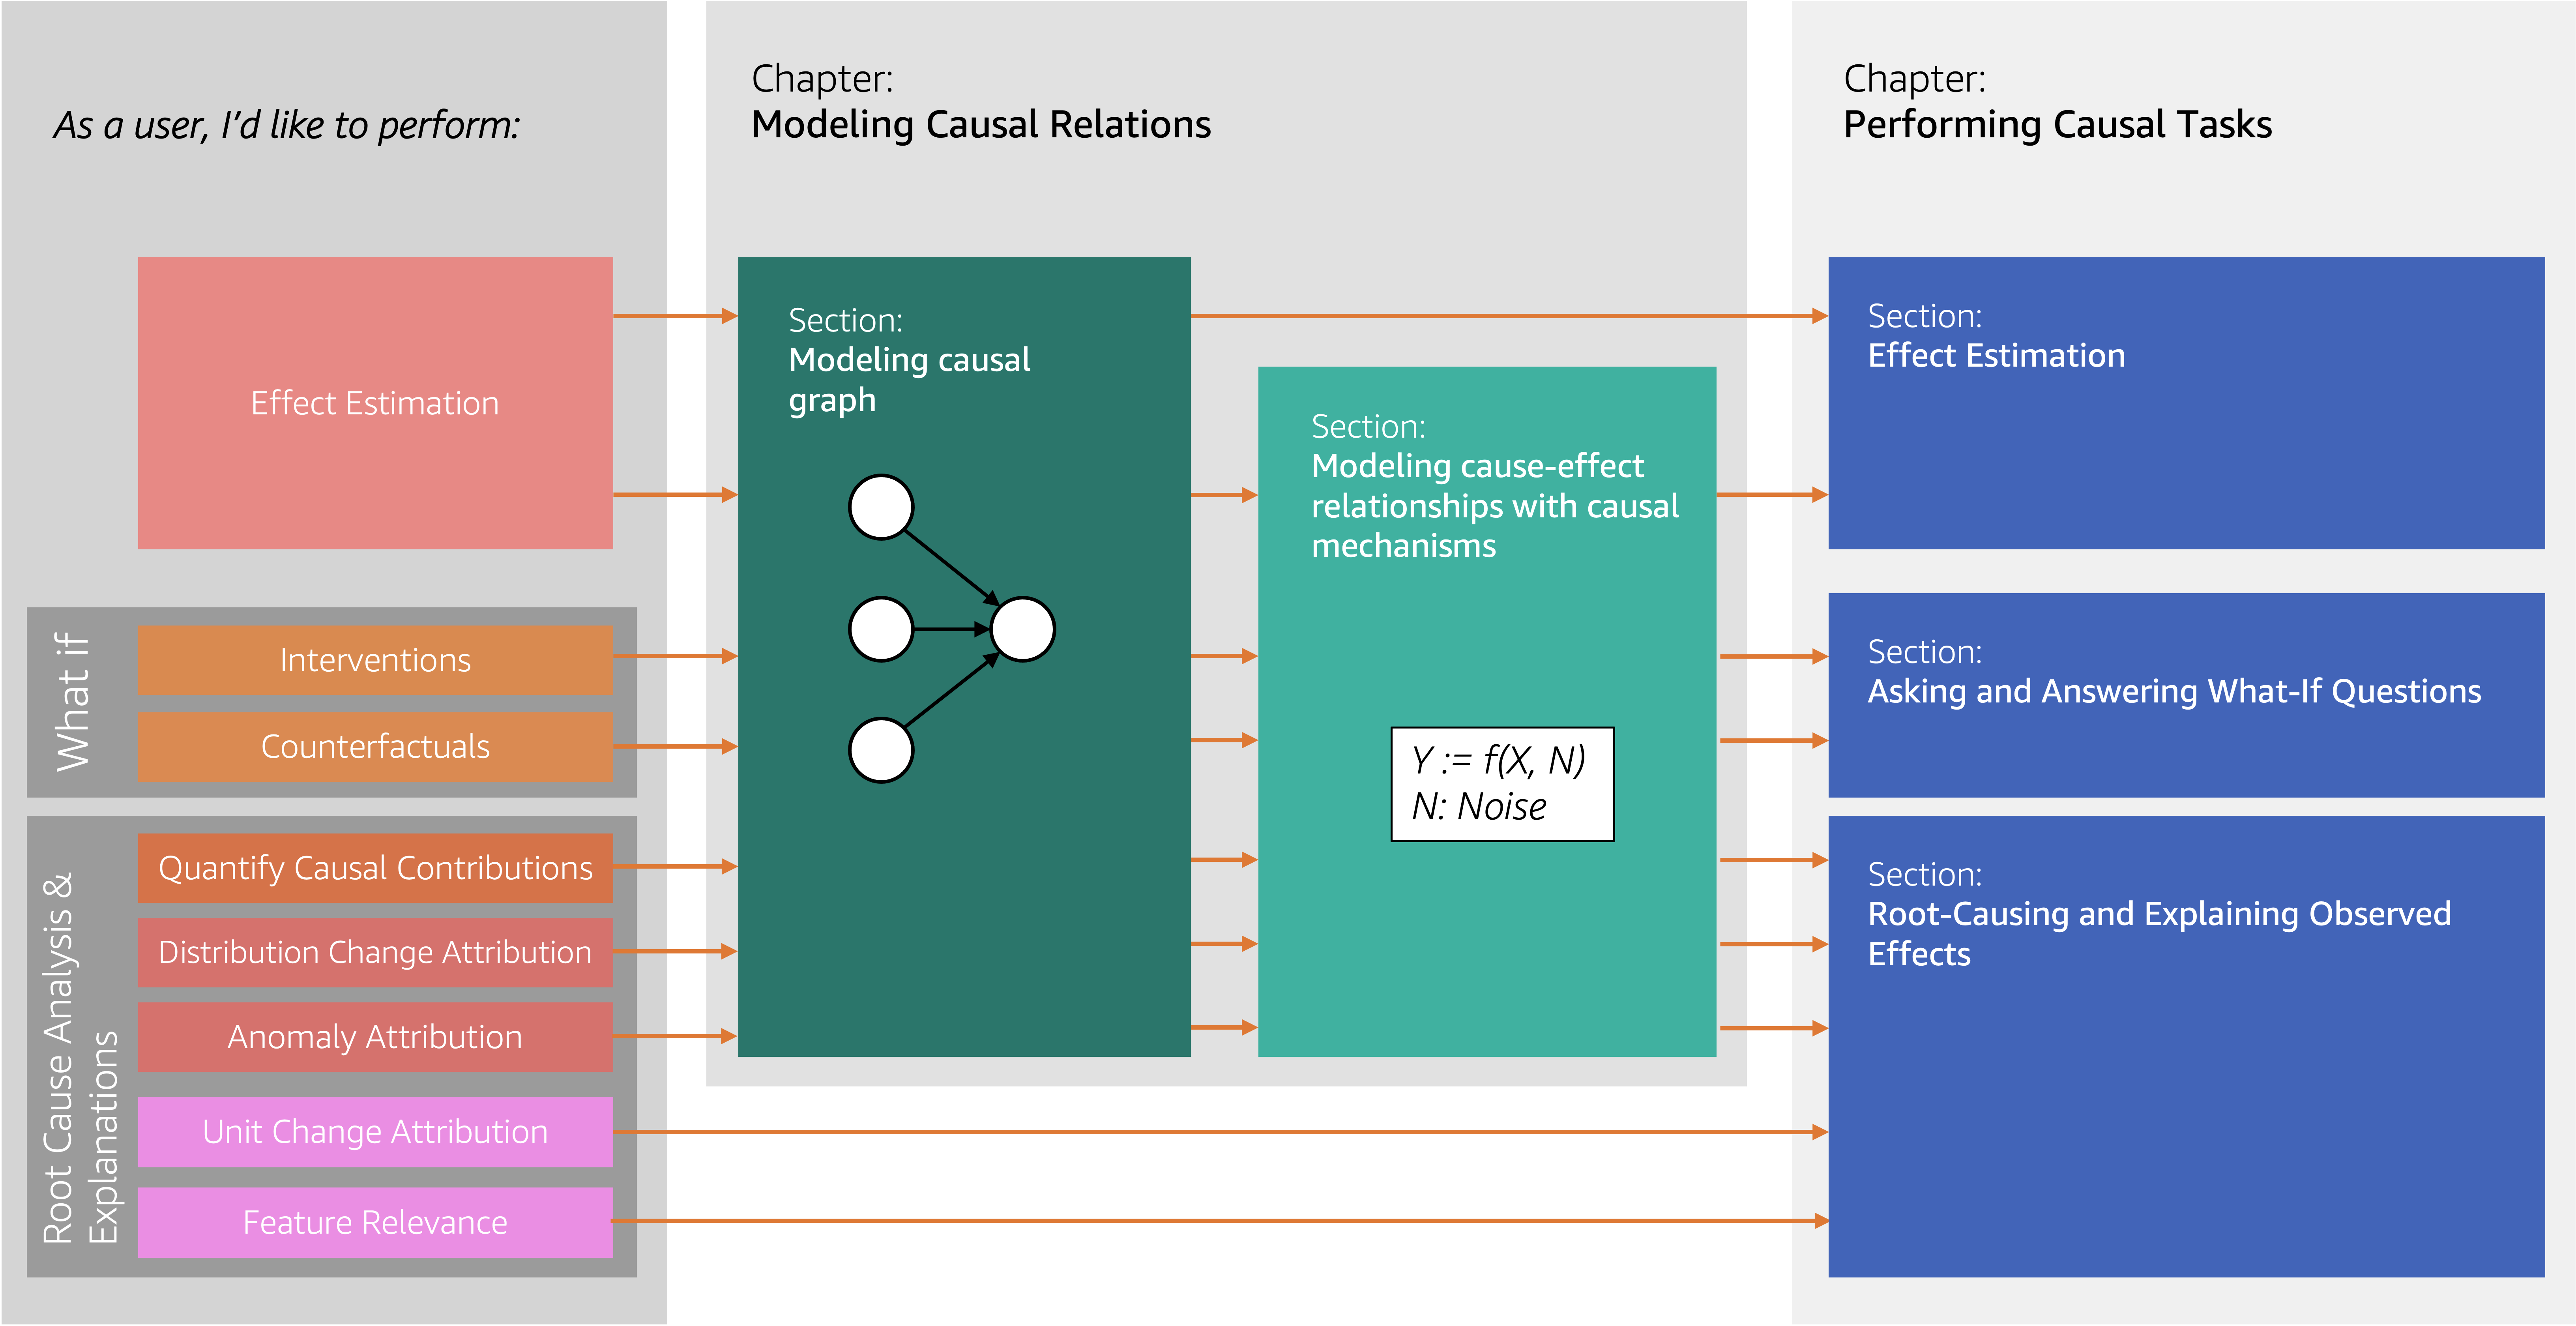 As a user, I'd like to perform:
Effect Estimation
What if
Interventions
Counterfactuals
Root Cause Analysis &
Explanations
Quantify Causal Contributions
Distribution Change Attribution
Anomaly Attribution
Unit Change Attribution
Feature Relevance
Chapter:
Modeling Causal Relations
Section:
Modeling causal
graph
Section:
Modeling cause-effect
relationships with causal
mechanisms
Y := f(X, N)
N: Noise
Chapter:
Performing Causal Tasks
Section:
Effect Estimation
Section:
Asking and Answering What-If Questions
Section:
Root-Causing and Explaining Observed
Effects